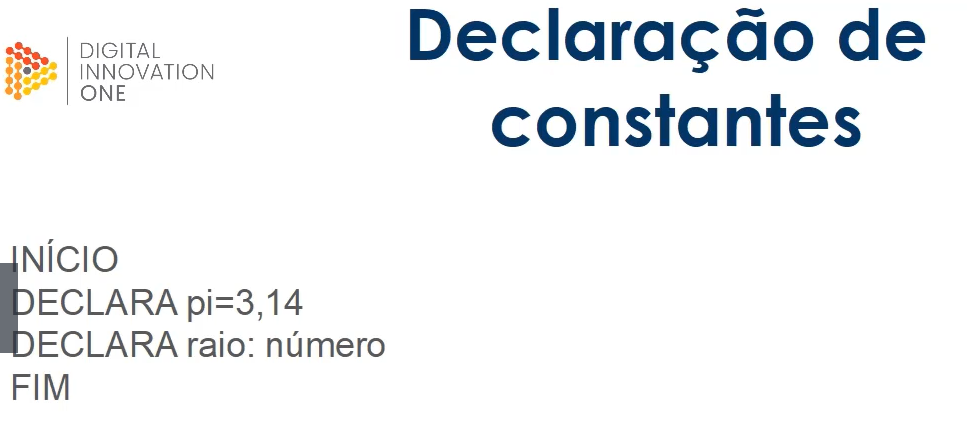 DIGITAL
INNOVATION
ONE
Declaração de
constantes
INÍCIO
DECLARA pi=3,14
DECLARA raio: número
FIM